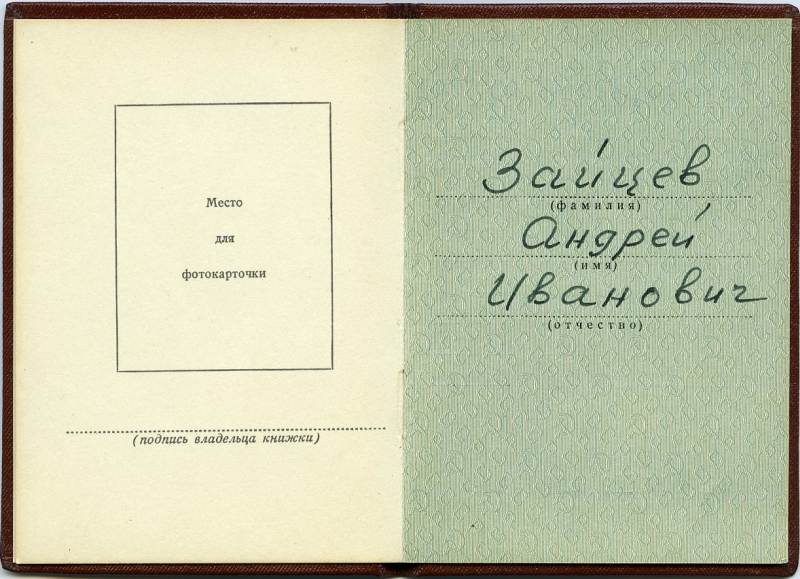 Место
для
фотокарточки
(подпись владельца книжки)
Зайцев
(фамилия)
Андрей
(имя)
Иванович
(отчество)